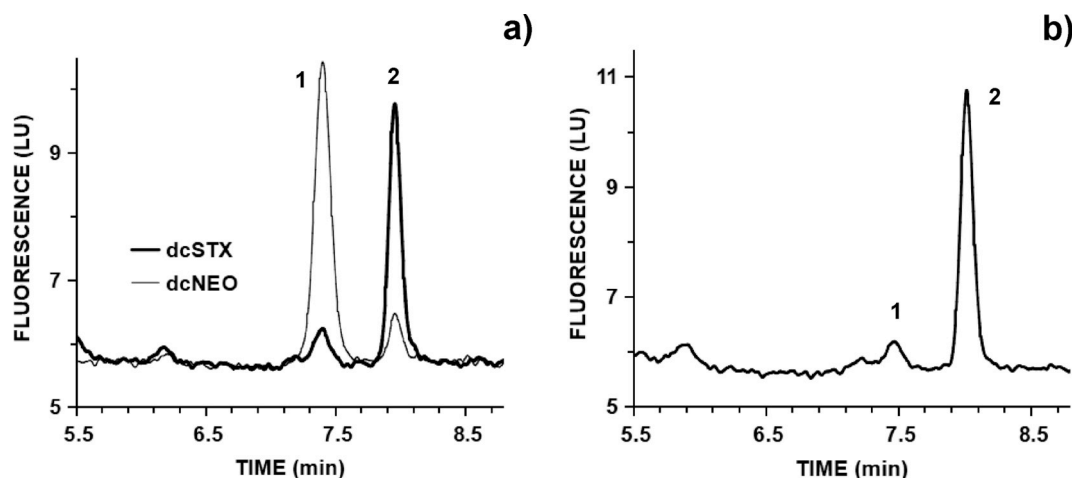 a)
1
2
FLUORESCENCE (LU)
9
7
5
dcSTX
dcNEO
5.5
6.5
7.5
8.5
TIME (min)
b)
2
1
FLUORESCENCE (LU)
11
9
7
5
5.5
6.5
7.5
8.5
TIME (min)